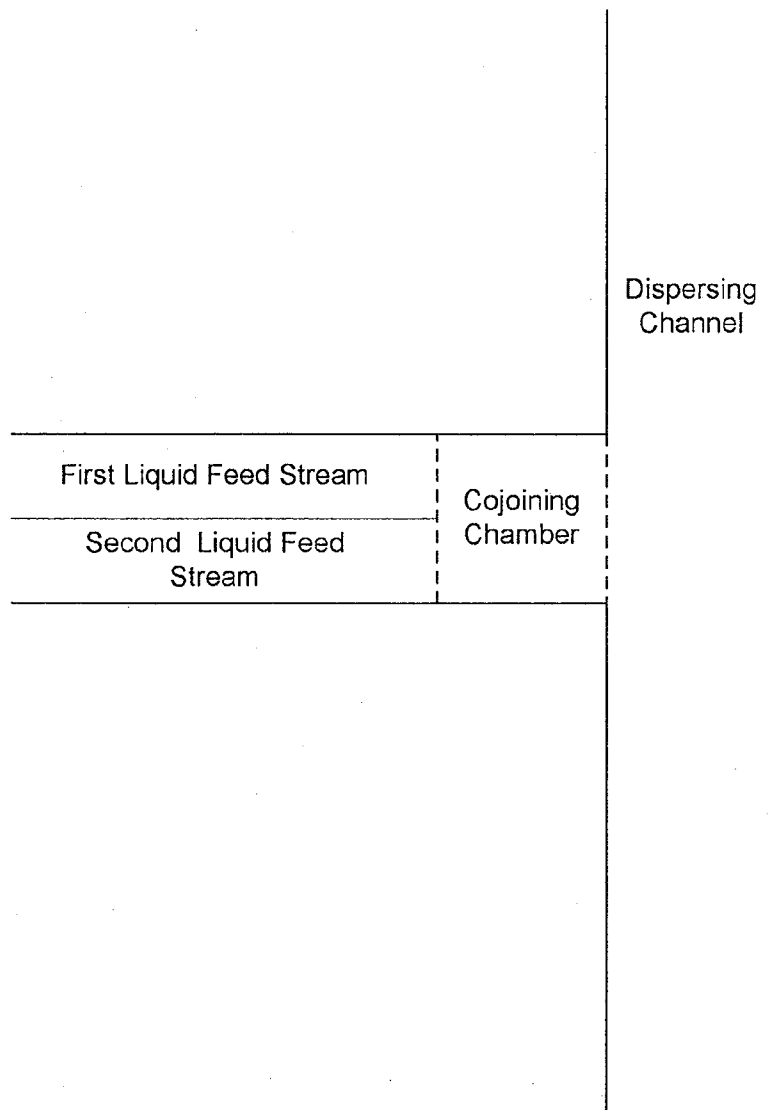 Dispersing
Channel
First Liquid Feed Stream
Second Liquid Feed
Stream
Cojoining
Chamber